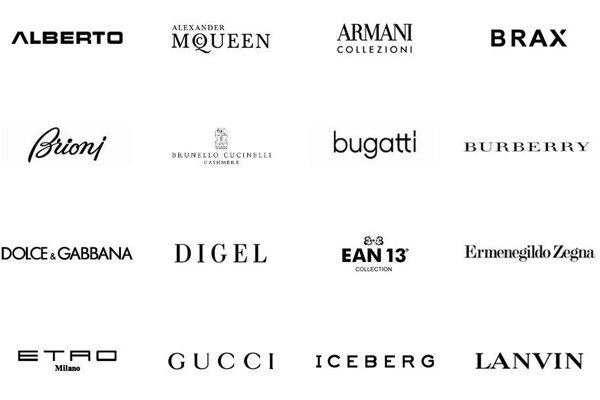 ALBERTO
ALEXANDER
McQUEEN
ARMANI
COLLEZIONI
BRAX
Brioni
BRUNELLO CUCINELLI
CASHMERE
bugatti
BURBERRY
DOLCE & GABBANA
DIGEL
EAN 13
COLLECTION
Ermenegildo Zegna
ETRO
Milano
GUCCI
ICEBERG
LANVIN